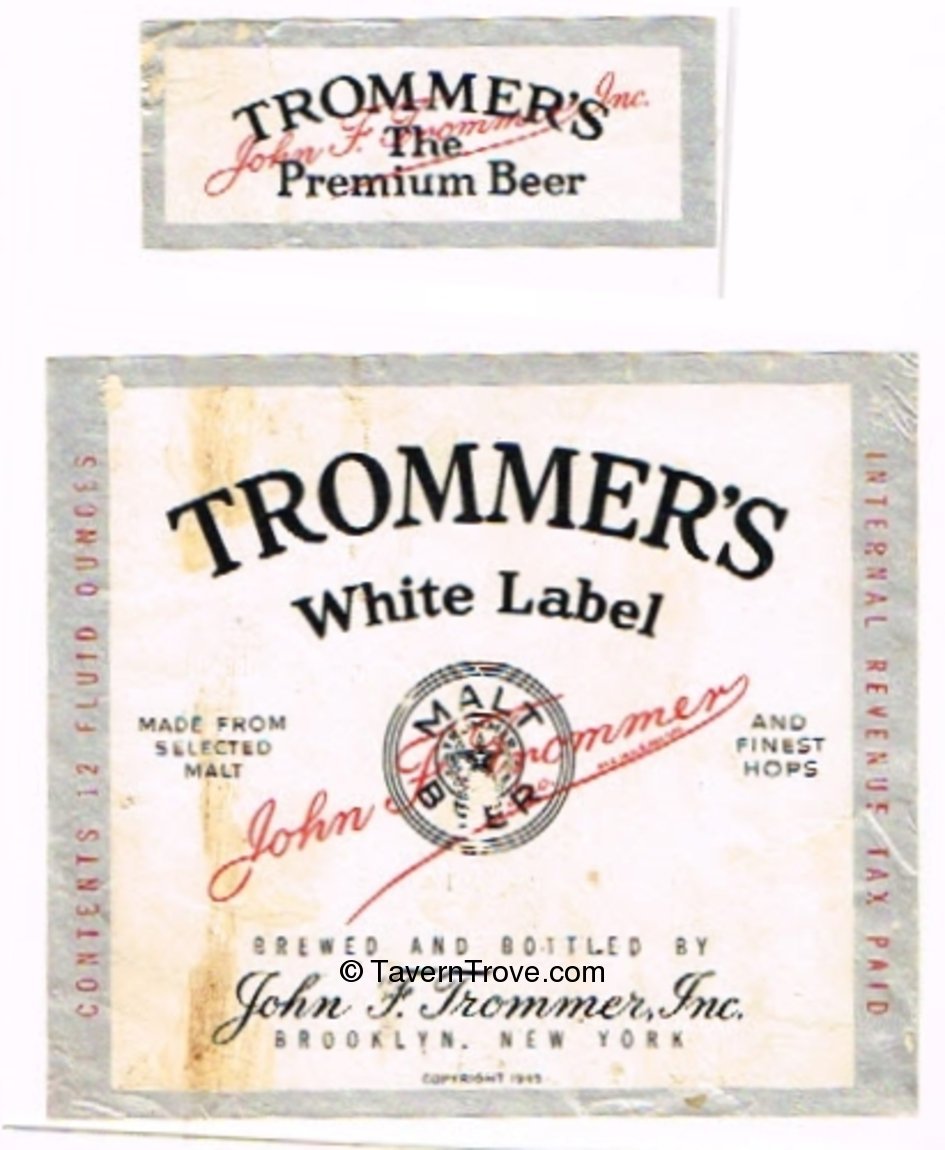 TROMMER'S
John F. Trommer Inc.
The
Premium Beer
TROMMER'S
White Label
CONTENTS 12 FLUID OUNCES
INTERNAL REVENUE TAX PAID
MADE FROM
SELECTED
MALT
MALT
BEER
John F. Trommer
AND
FINEST
HOPS
BREWED AND BOTTLED BY
© TavernTrove.com
John F. Trommer, Inc.
BROOKLYN, NEW YORK
COPYRIGHT